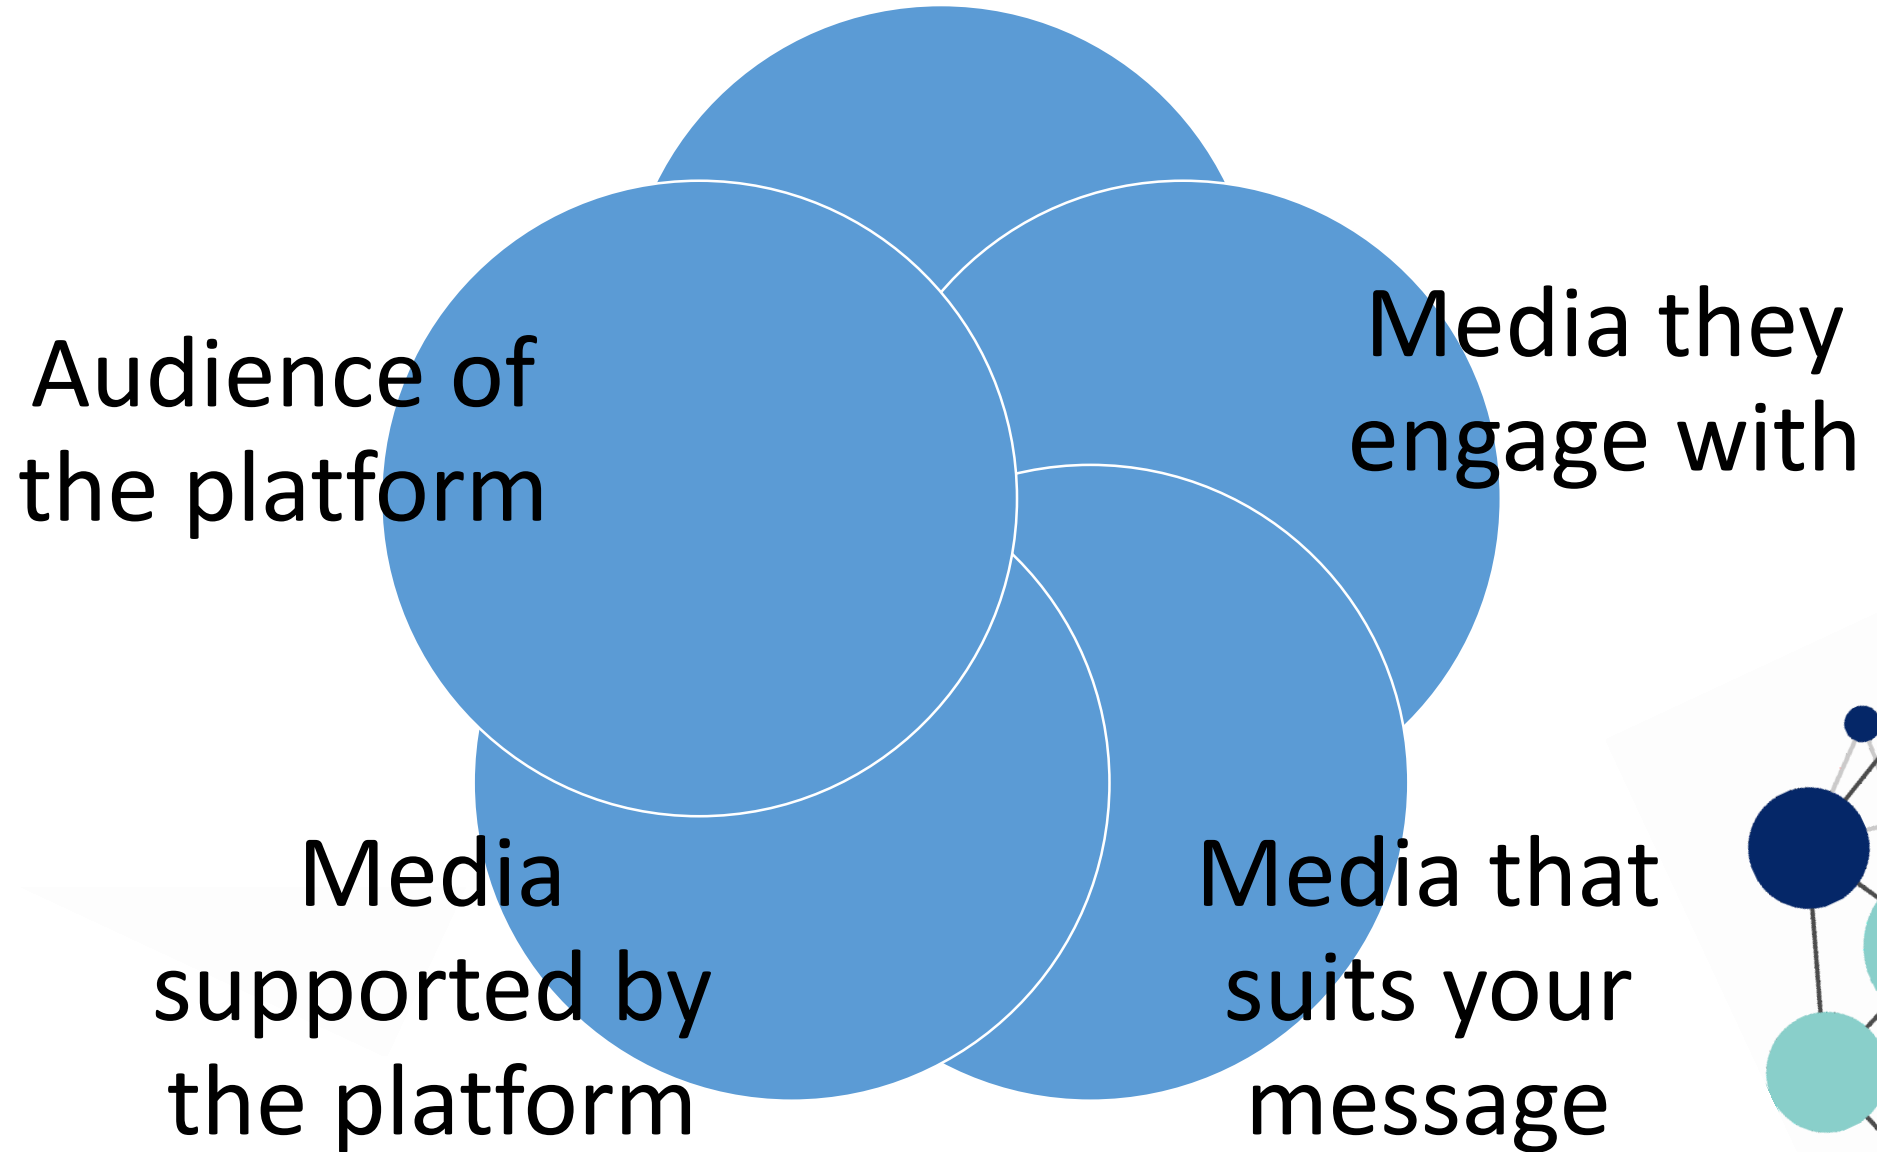 Audience of
the platform
Media they
engage with
Media
supported by
the platform
Media that
suits your
message